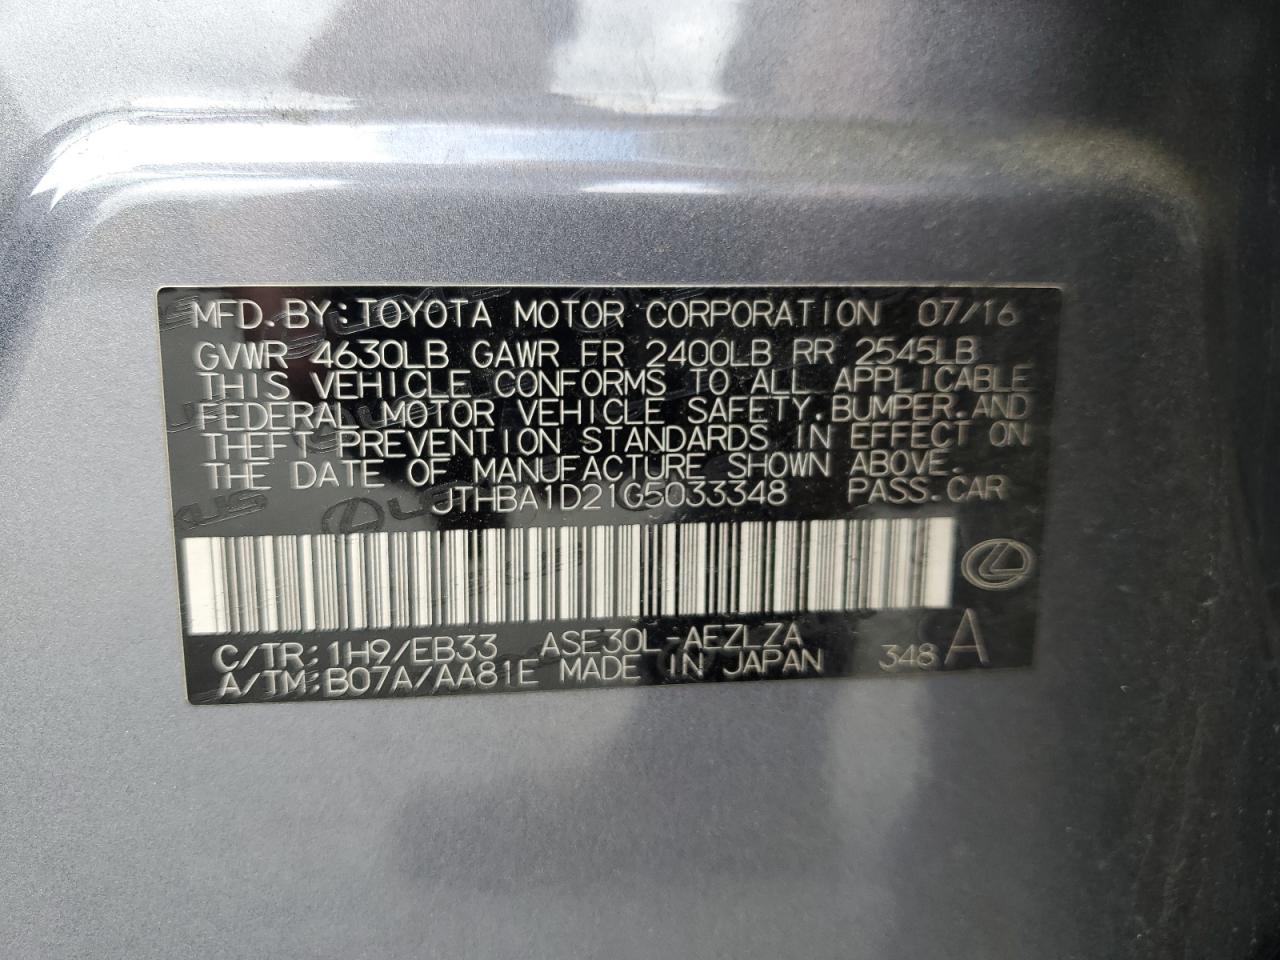 MFD.BY:TOYOTA MOTOR CORPORATION 07/16
GVWR 4630LB GAWR FR 2400LB RR 2545LB
THIS VEHICLE CONFORMS TO ALL APPLICABLE
FEDERAL MOTOR VEHICLE SAFETY.BUMPER.AND
THEFT PREVENTION STANDARDS IN EFFECT ON
THE DATE OF MANUFACTURE SHOWN ABOVE.
JTHBA1D21G5033348 PASS.CAR
C/TR:1H9/EB33 ASE30L-AEZLZA
A/TM:B07A/AA81E MADE IN JAPAN 348 A